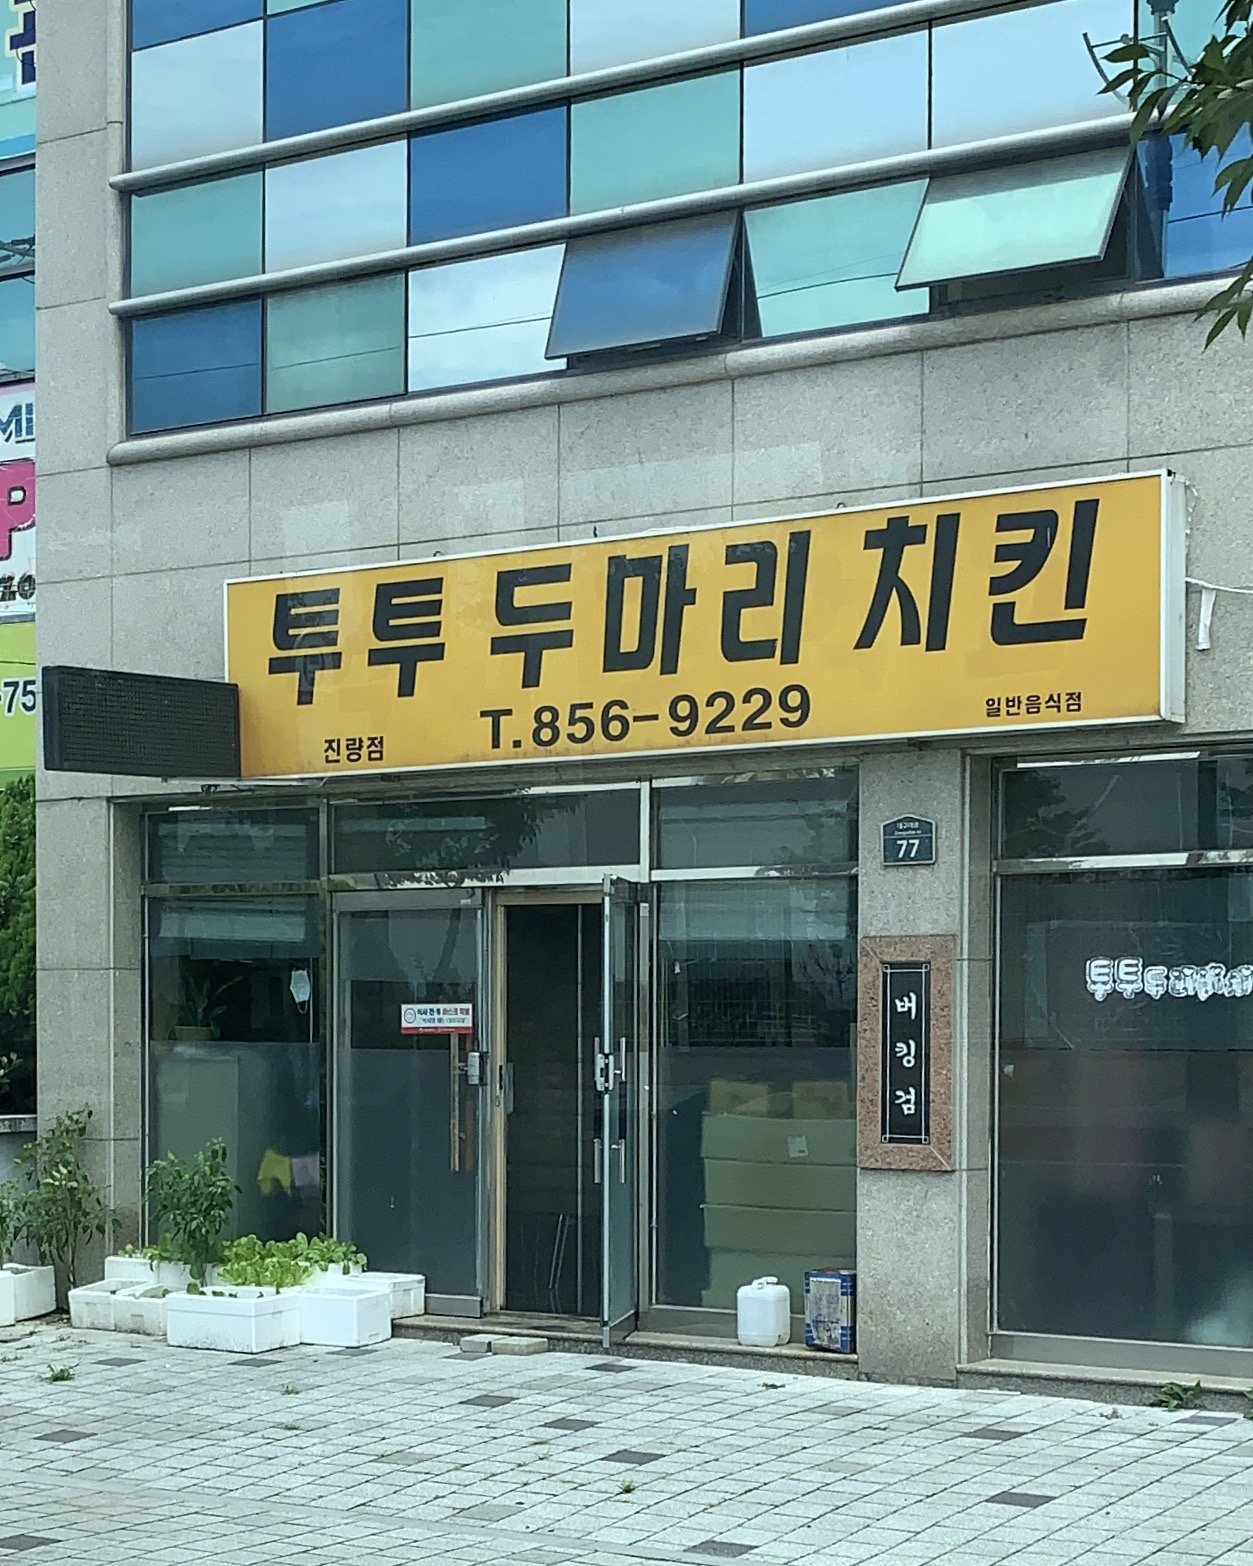 투투 두마리 치킨
T.856-9229
진량점
일반음식점
77
버킹검